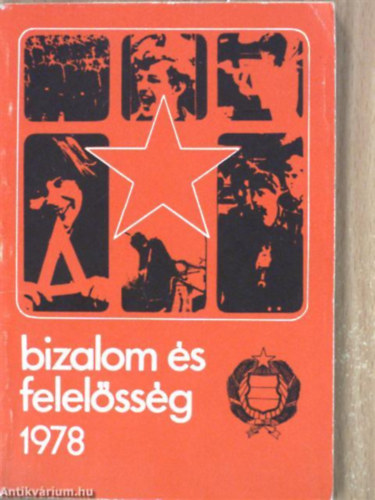 bizalom és
felelősség
1978
Antikvárium.hu